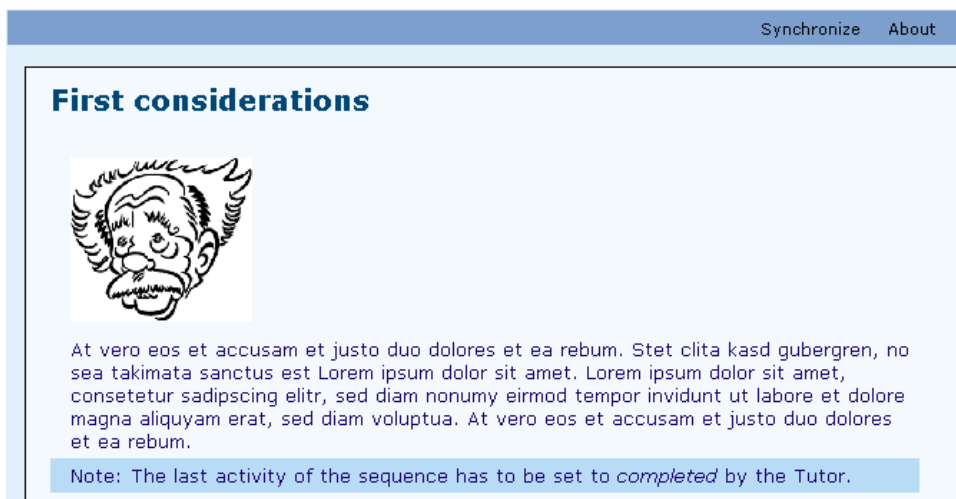 Synchronize About
First considerations
At vero eos et accusam et justo duo dolores et ea rebum. Stet clita kasd gubergren, no
sea takimata sanctus est Lorem ipsum dolor sit amet. Lorem ipsum dolor sit amet,
consetetur sadipscing elitr, sed diam nonumy eirmod tempor invidunt ut labore et dolore
magna aliquyam erat, sed diam voluptua. At vero eos et accusam et justo duo dolores
et ea rebum.
Note: The last activity of the sequence has to be set to completed by the Tutor.